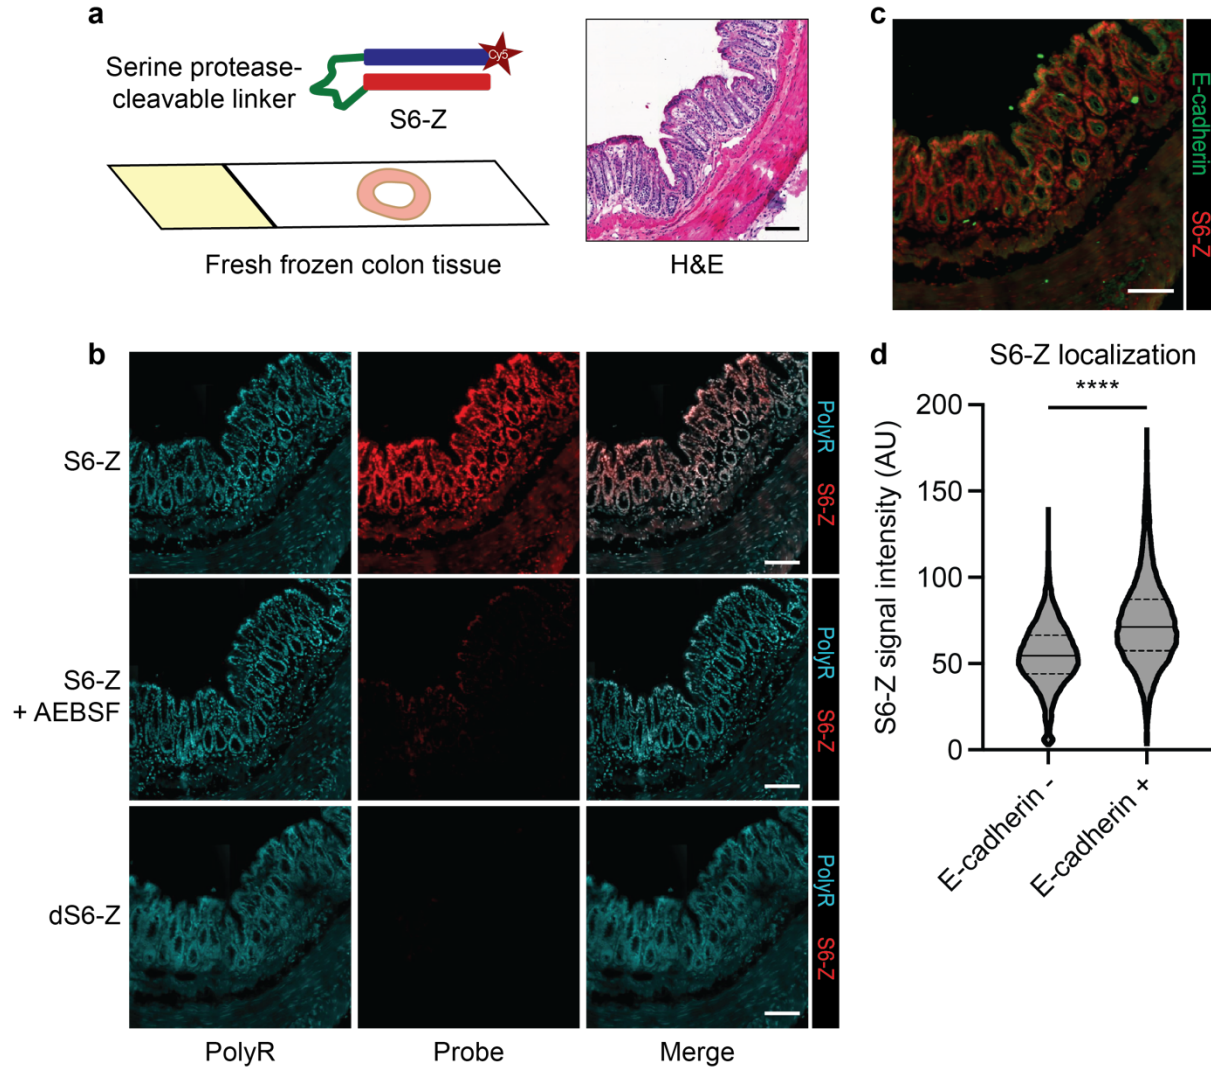 a
Serine protease-
cleavable linker
Cy5
S6-Z
Fresh frozen colon tissue
H&E
c
E-cadherin S6-Z
b
S6-Z
PolyR S6-Z
S6-Z
+ AEBSF
PolyR S6-Z
dS6-Z
PolyR S6-Z
PolyR
Probe
Merge
d
S6-Z localization
****
S6-Z signal intensity (AU)
200
150
100
50
0
E-cadherin -
E-cadherin +